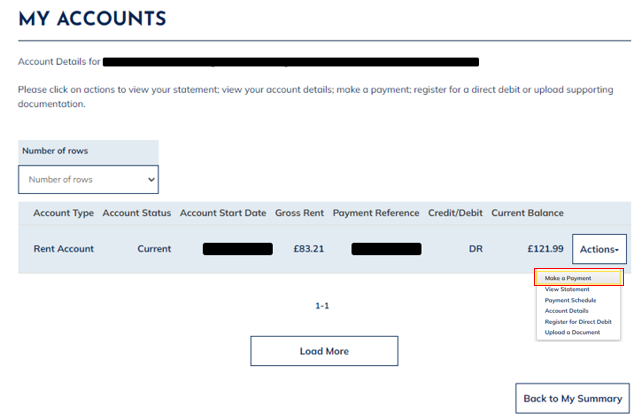 MY ACCOUNTS
Account Details for
Please click on actions to view your statement; view your account details; make a payment; register for a direct debit or upload supporting
documentation.
Number of rows
Number of rows
Account Type Account Status Account Start Date Gross Rent Payment Reference Credit/Debit Current Balance
Rent Account Current £83.21 DR £121.99 Actions
Make a Payment
View Statement
Payment Schedule
Account Details
Register for Direct Debit
Upload a Document
1-1
Load More
Back to My Summary